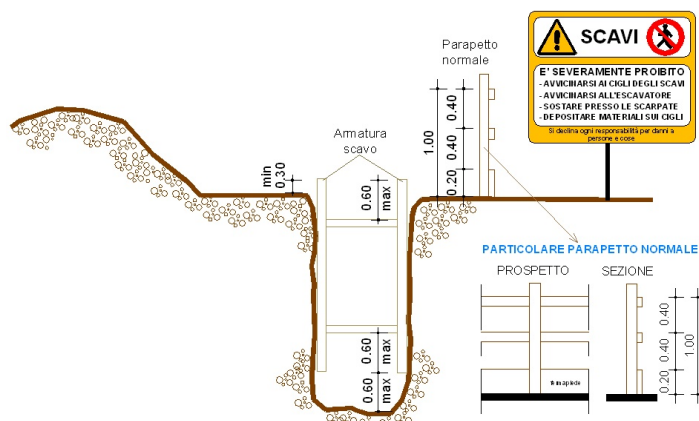 SCAVI
E' SEVERAMENTE PROIBITO
- AVVICINARSI AI CIGLI DEGLI SCAVI
- AVVICINARSI ALL'ESCAVATORE
- SOSTARE PRESSO LE SCARPATE
- DEPOSITARE MATERIALI SUI CIGLI
Si declina ogni responsabilità per danni a
persone e cose
Parapetto
normale
1.00
0.40
0.40
0.20
Armatura
scavo
min
0.30
0.60
max
0.60
max
0.60
max
PARTICOLARE PARAPETTO NORMALE
PROSPETTO
SEZIONE
0.40
0.40
0.20
1.00